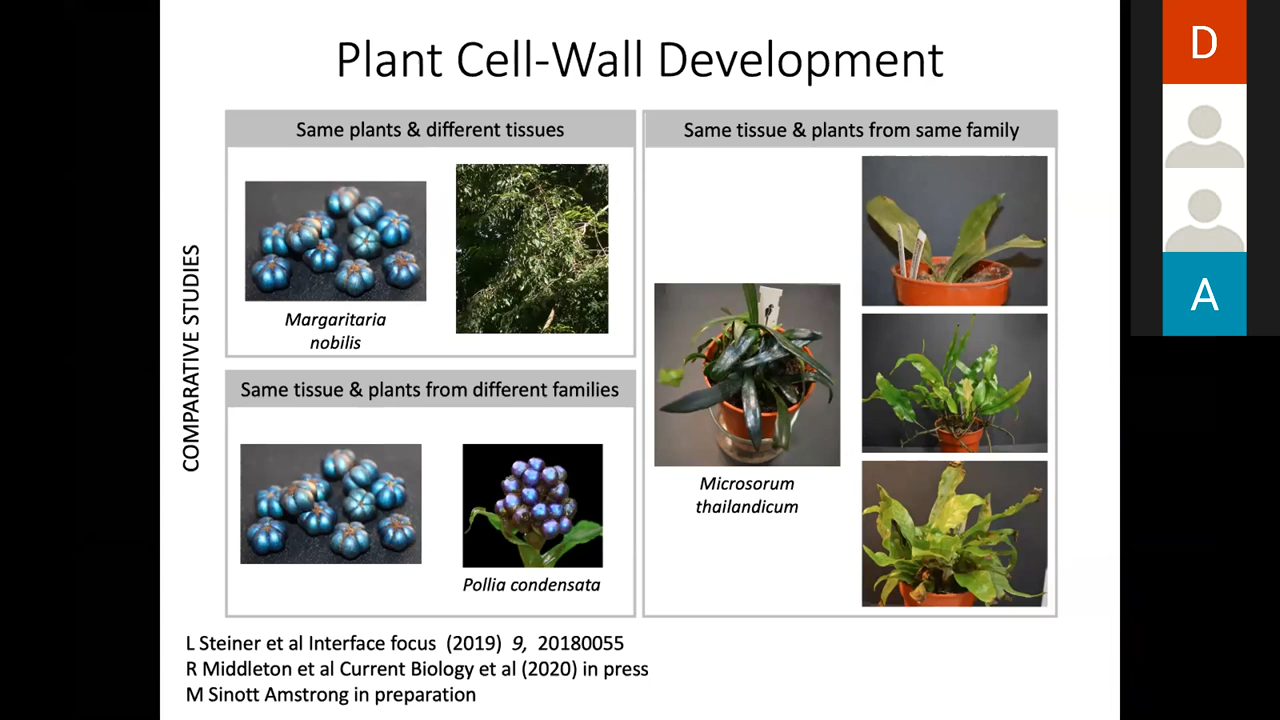 Plant Cell-Wall Development
COMPARATIVE STUDIES
Same plants & different tissues
Margaritaria
nobilis
Same tissue & plants from different families
Pollia condensata
Same tissue & plants from same family
Microsorum
thailandicum
L Steiner et al Interface focus (2019) 9, 20180055
R Middleton et al Current Biology et al (2020) in press
M Sinott Amstrong in preparation
D
A